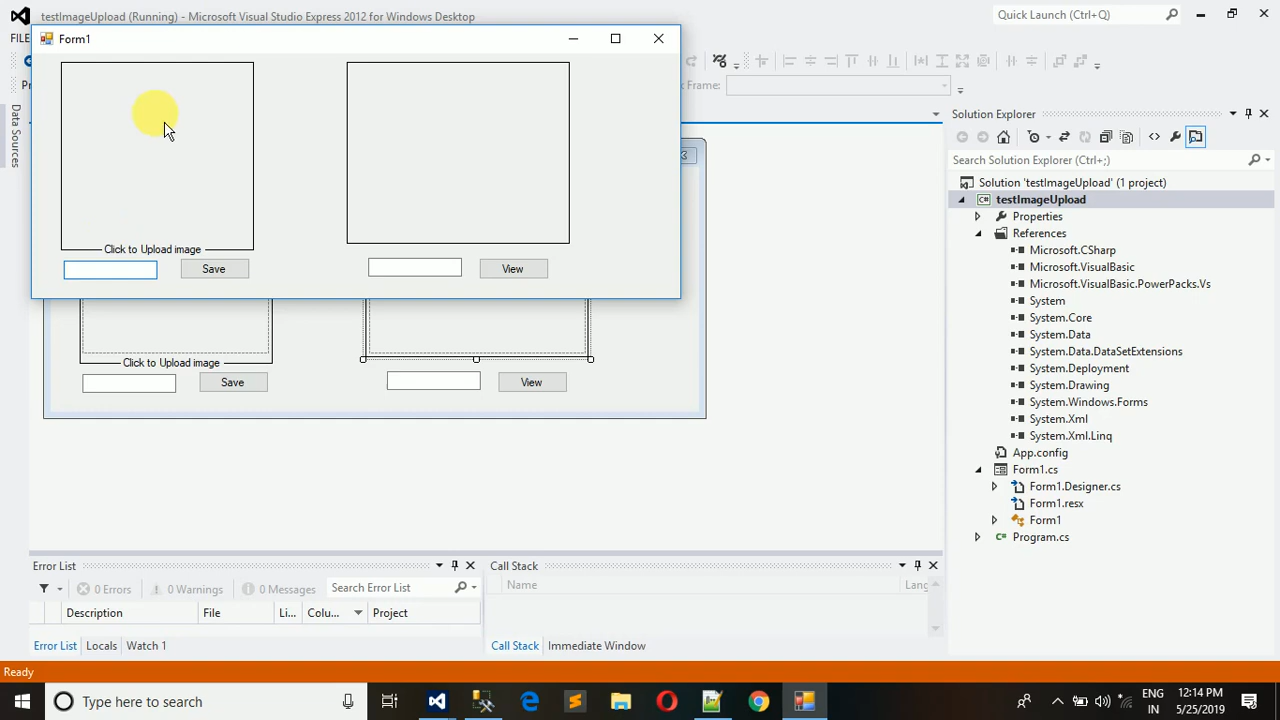 testImageUpload (Running) - Microsoft Visual Studio Express 2012 for Windows Desktop
Quick Launch (Ctrl+Q)
FILE
Form1
Frame:
Data Sources
Click to Upload image
Save
View
Click to Upload image
Save
View
Solution Explorer
Search Solution Explorer (Ctrl+;)
Solution 'testImageUpload' (1 project)
testImageUpload
Properties
References
Microsoft.CSharp
Microsoft.VisualBasic
Microsoft.VisualBasic.PowerPacks.Vs
System
System.Core
System.Data
System.Data.DataSetExtensions
System.Deployment
System.Drawing
System.Windows.Forms
System.Xml
System.Xml.Linq
App.config
Form1.cs
Form1.Designer.cs
Form1.resx
Form1
Program.cs
Error List
0 Errors
0 Warnings
0 Messages
Search Error List
Description
File
Li...
Colu...
Project
Error List
Locals
Watch 1
Call Stack
Name
Lang
Call Stack
Immediate Window
Ready
Type here to search
ENG
IN
12:14 PM
5/25/2019